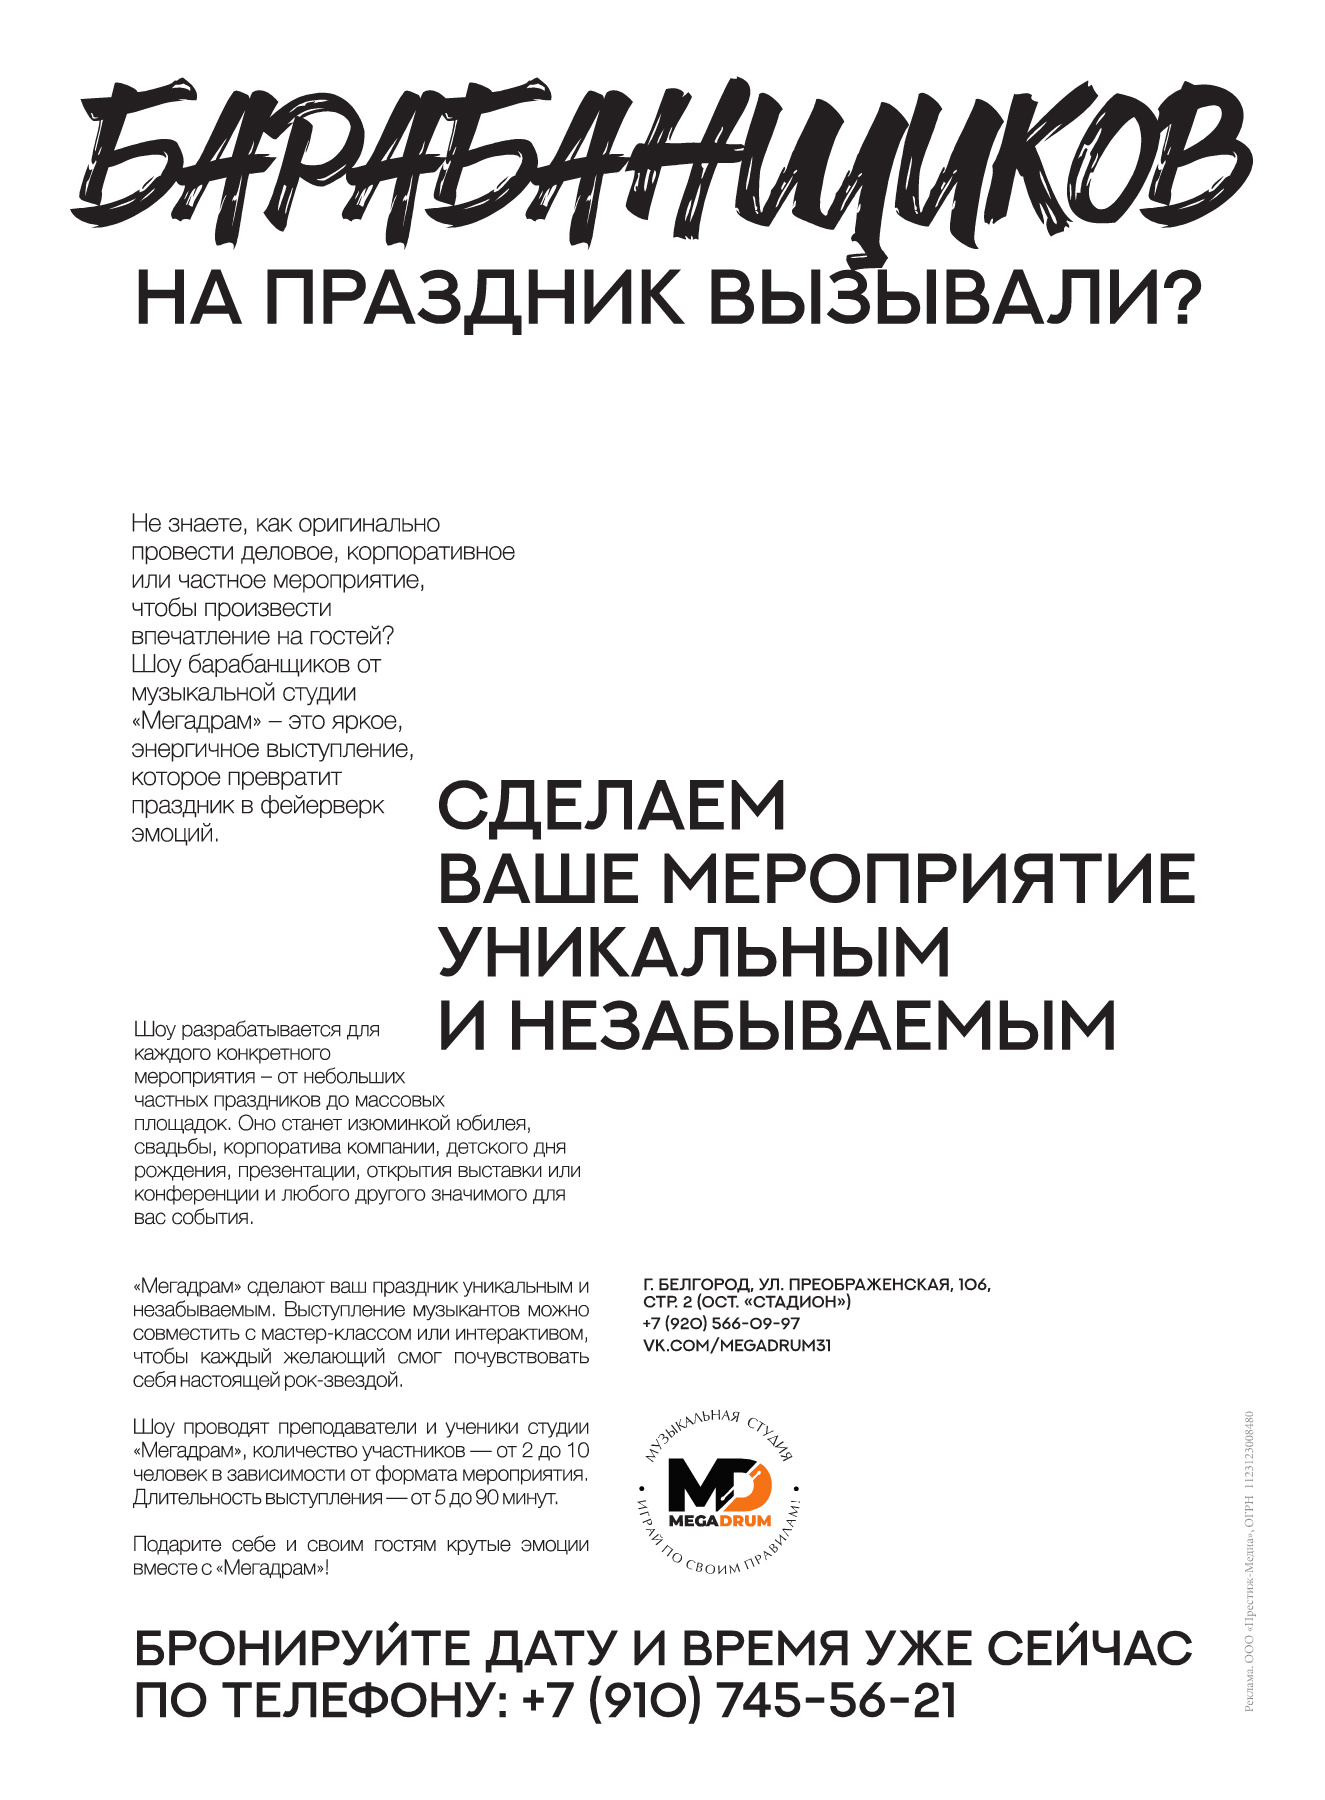 БАРАБАНЩИКОВ
НА ПРАЗДНИК ВЫЗЫВАЛИ?
Не знаете, как оригинально
провести деловое, корпоративное
или частное мероприятие,
чтобы произвести
впечатление на гостей?
Шоу барабанщиков от
музыкальной студии
«Мегадрам» – это яркое,
энергичное выступление,
которое превратит
праздник в фейерверк
эмоций.
СДЕЛАЕМ
ВАШЕ МЕРОПРИЯТИЕ
УНИКАЛЬНЫМ
И НЕЗАБЫВАЕМЫМ
Шоу разрабатывается для
каждого конкретного
мероприятия – от небольших
частных праздников до массовых
площадок. Оно станет изюминкой юбилея,
свадьбы, корпоратива компании, детского дня
рождения, презентации, открытия выставки или
конференции и любого другого значимого для
вас события.
«Мегадрам» сделают ваш праздник уникальным и
незабываемым. Выступление музыкантов можно
совместить с мастер-классом или интерактивом,
чтобы каждый желающий смог почувствовать
себя настоящей рок-звездой.
Шоу проводят преподаватели и ученики студии
«Мегадрам», количество участников — от 2 до 10
человек в зависимости от формата мероприятия.
Длительность выступления — от 5 до 90 минут.
Подарите себе и своим гостям крутые эмоции
вместе с «Мегадрам»!
Г. БЕЛГОРОД, УЛ. ПРЕОБРАЖЕНСКАЯ, 106,
СТР. 2 (ОСТ. «СТАДИОН»)
+7 (920) 566-09-97
VK.COM/MEGADRUM31
МУЗЫКАЛЬНАЯ СТУДИЯ
MD
MEGADRUM
• ИГРАЙ ПО СВОИМ ПРАВИЛАМ! •
БРОНИРУЙТЕ ДАТУ И ВРЕМЯ УЖЕ СЕЙЧАС
ПО ТЕЛЕФОНУ: +7 (910) 745-56-21
Реклама. ООО «Престиж-Медиа», ОГРН 1123123008480